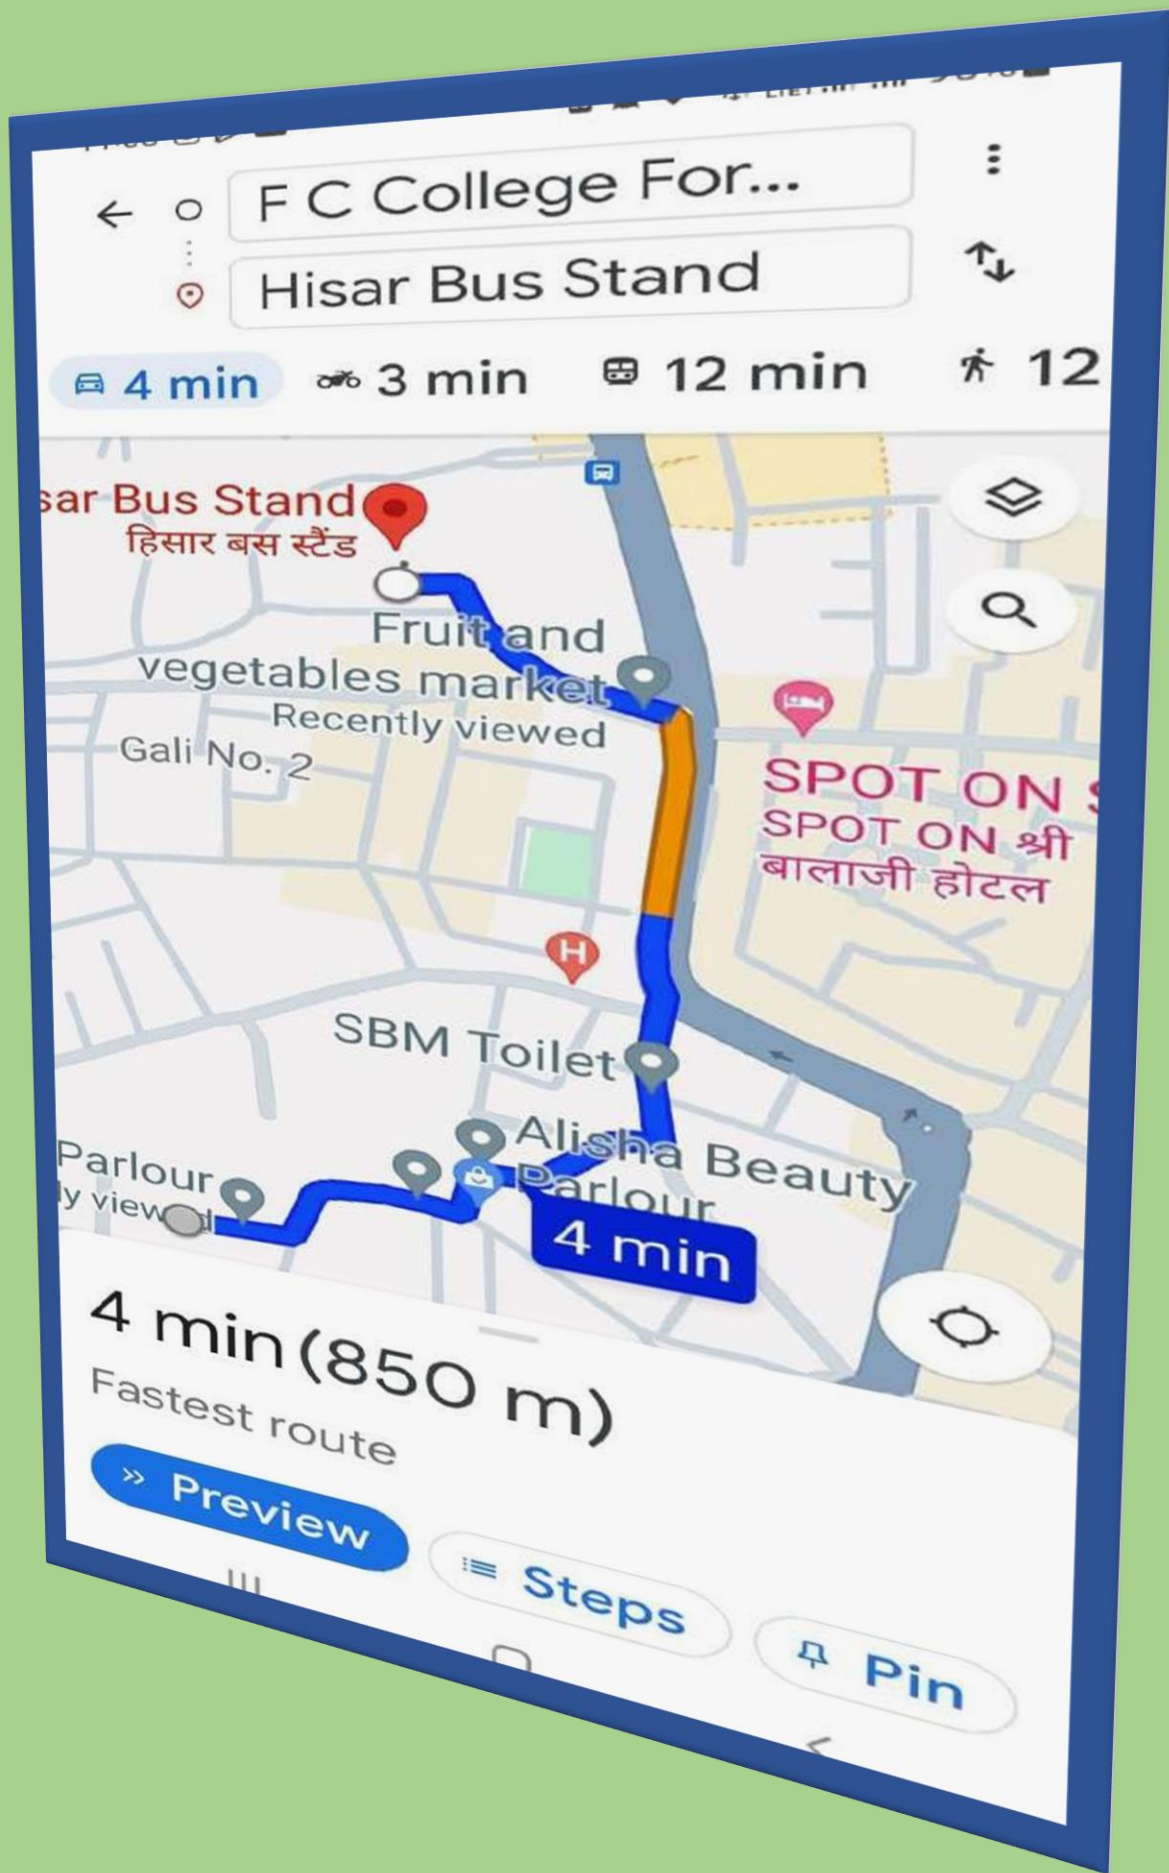 F C College For...
Hisar Bus Stand
4 min
3 min
12 min
12
sar Bus Stand
हिसार बस स्टैंड
Fruit and
vegetables market
Recently viewed
Gali No. 2
SPOT ON
SPOT ON श्री
बालाजी होटल
H
SBM Toilet
Alisha Beauty
Parlour
Parlour
ly viewed
4 min
4 min (850 m)
Fastest route
Preview
Steps
Pin